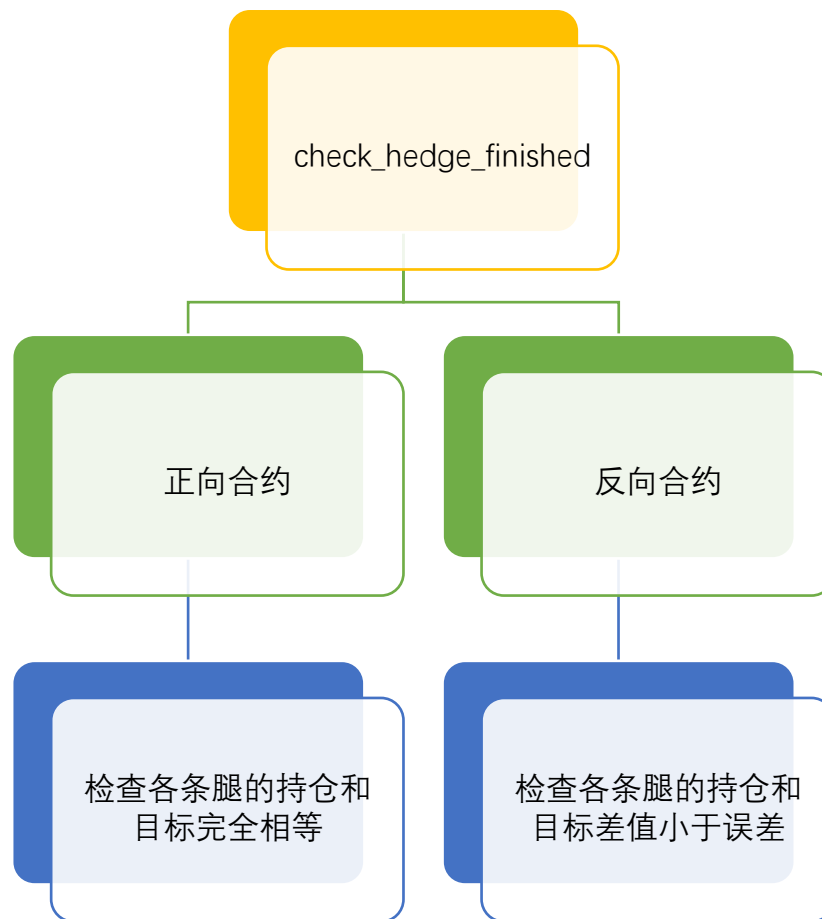 check_hedge_finished
正向合约
反向合约
检查各条腿的持仓和
目标完全相等
检查各条腿的持仓和
目标差值小于误差